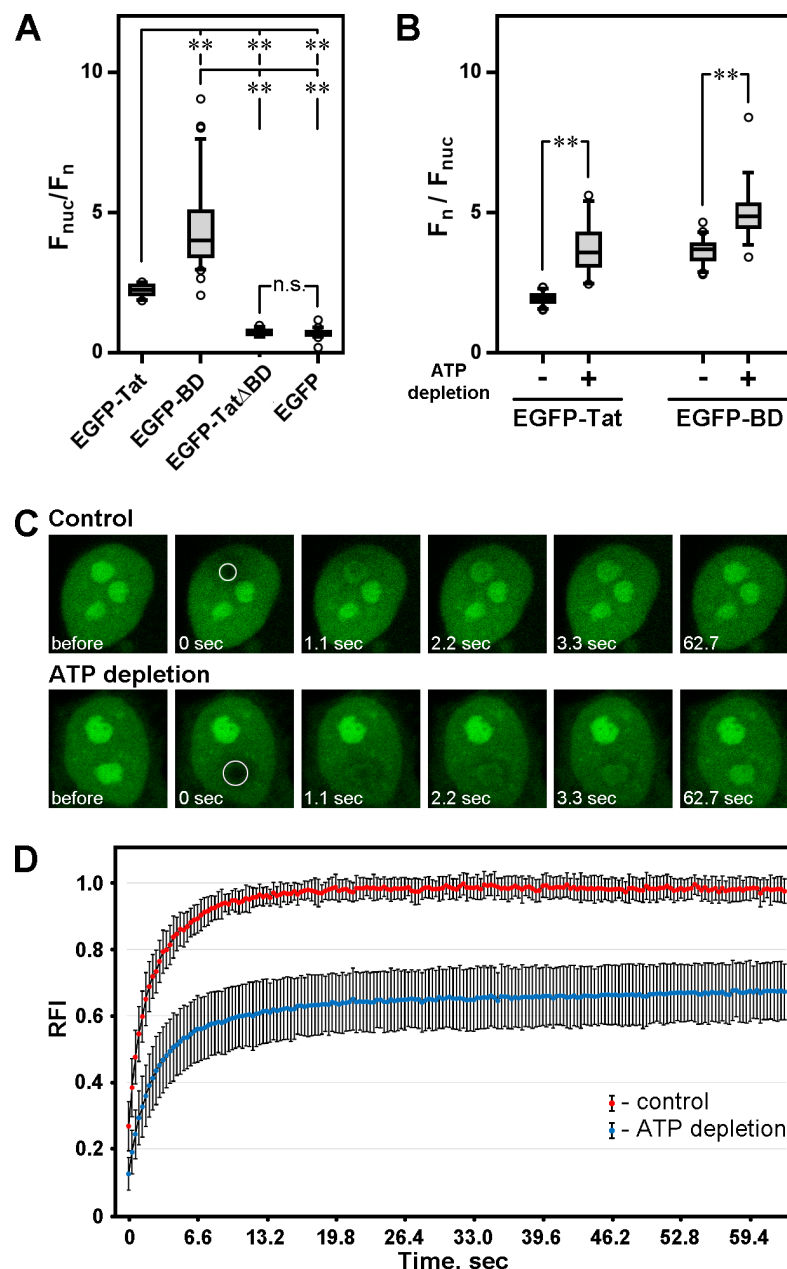 A
B
10
5
0
Fnuc/Fn
** ** **
** **
n.s.
EGFP-Tat
EGFP-BD
EGFP-TatΔBD
EGFP
10
5
0
Fn / Fnuc
**
**
ATP depletion
- + - +
EGFP-Tat EGFP-BD
C Control
before 0 sec 1.1 sec 2.2 sec 3.3 sec 62.7
ATP depletion
before 0 sec 1.1 sec 2.2 sec 3.3 sec 62.7 sec
D
1.0
0.8
0.6
0.4
0.2
0
RFI
- control
- ATP depletion
0 6.6 13.2 19.8 26.4 33.0 39.6 46.2 52.8 59.4
Time, sec